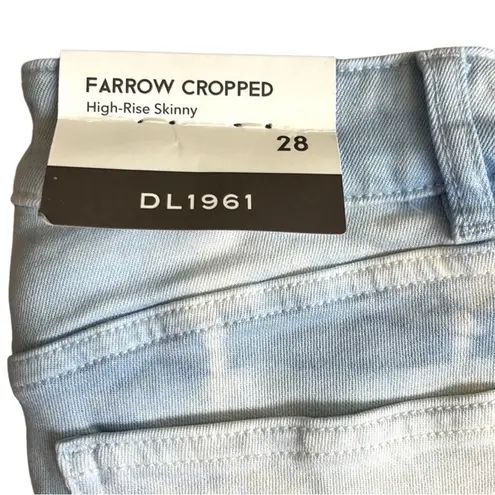 FARROW CROPPED
High-Rise Skinny
28
DL1961